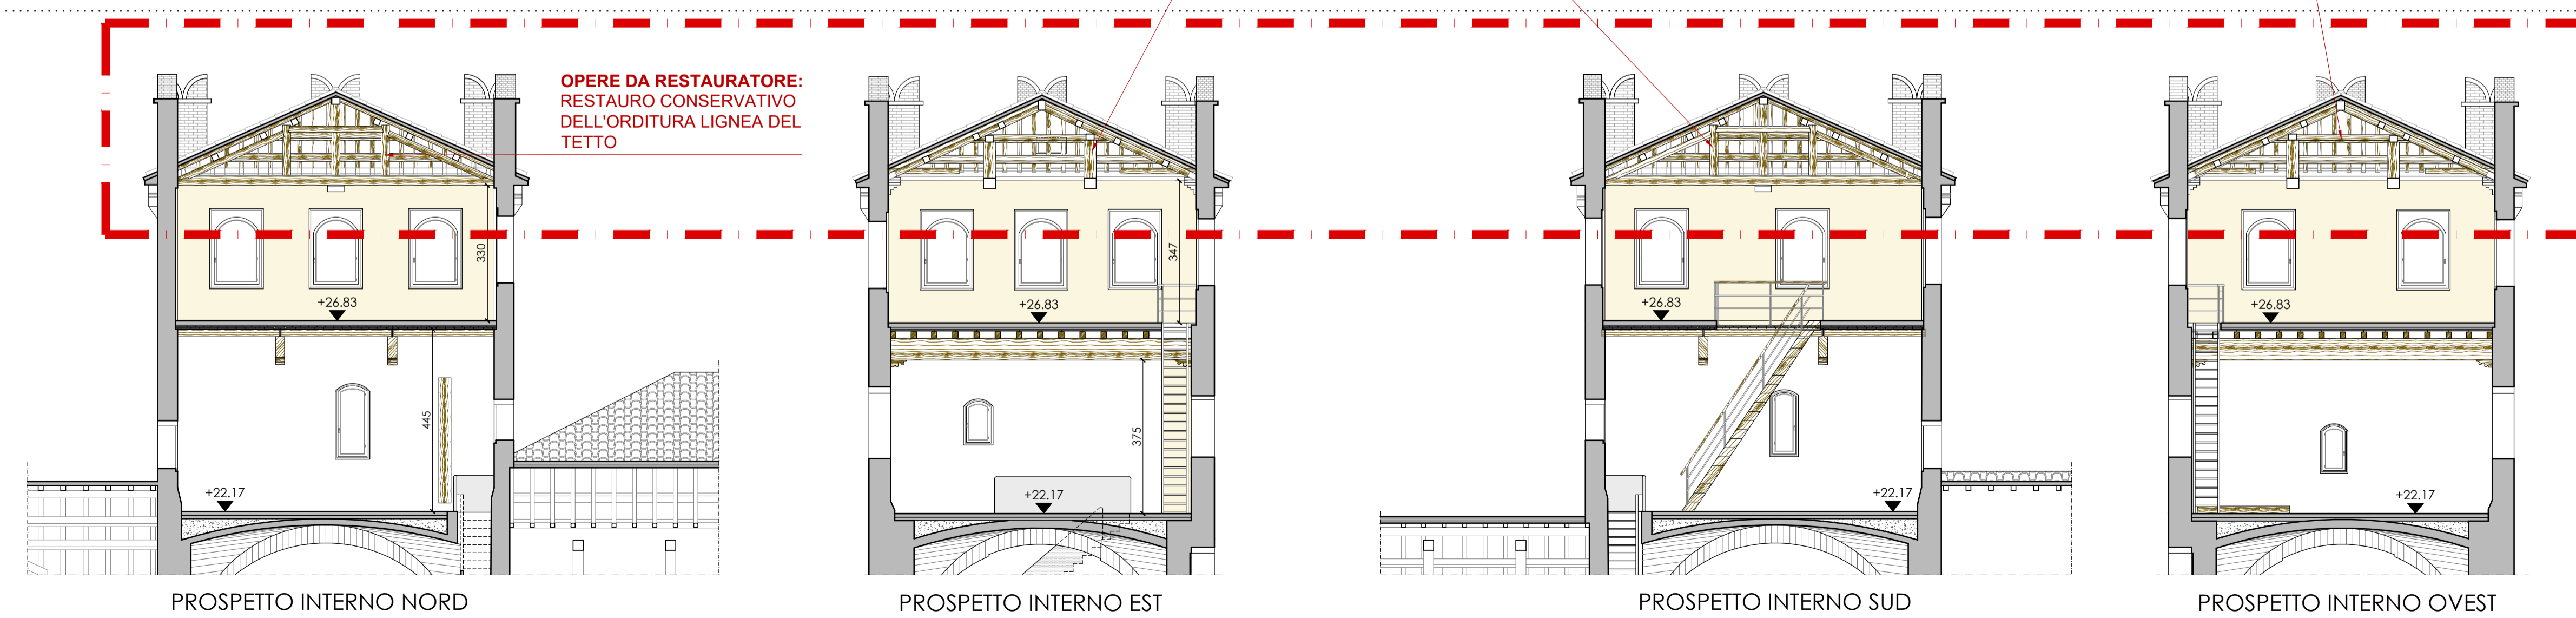 OPERE DA RESTAURATORE:
RESTAURO CONSERVATIVO
DELL'ORDITURA LIGNEA DEL
TETTO
330
+26.83
445
+22.17
PROSPETTO INTERNO NORD
347
+26.83
375
+22.17
PROSPETTO INTERNO EST
+26.83
+22.17
PROSPETTO INTERNO SUD
+26.83
+22.17
PROSPETTO INTERNO OVEST